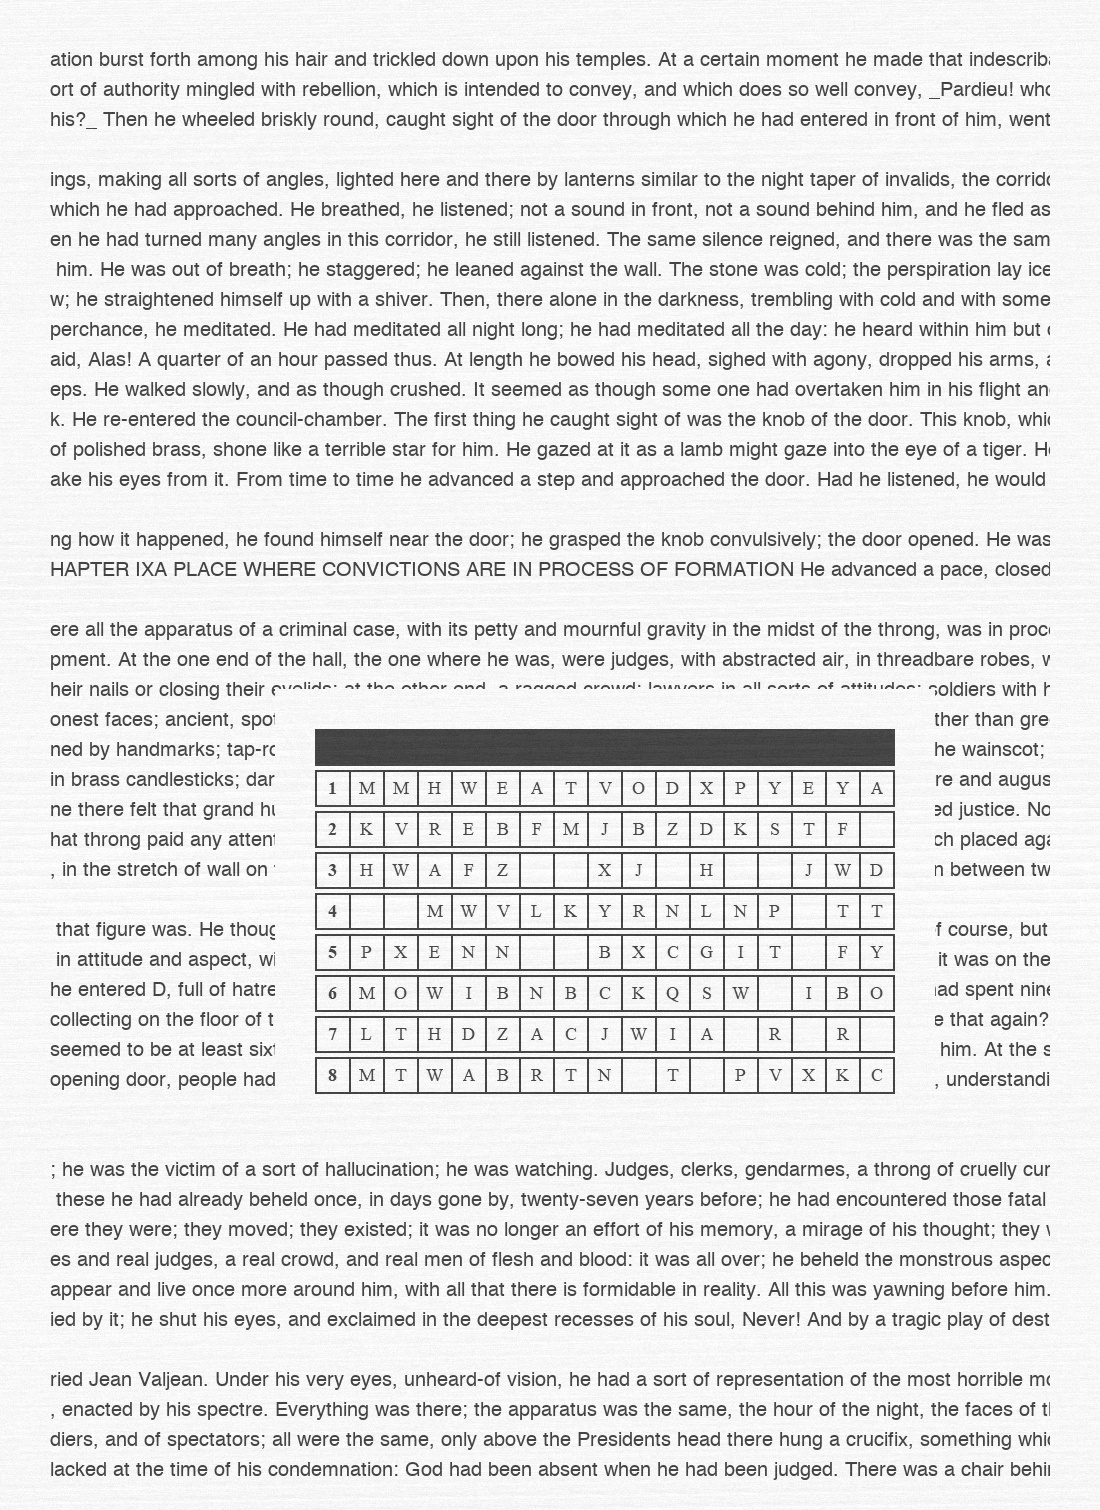 ation burst forth among his hair and trickled down upon his temples. At a certain moment he made that indescrib
ort of authority mingled with rebellion, which is intended to convey, and which does so well convey, _Pardieu! who
his?_ Then he wheeled briskly round, caught sight of the door through which he had entered in front of him, went
ings, making all sorts of angles, lighted here and there by lanterns similar to the night taper of invalids, the corrido
which he had approached. He breathed, he listened; not a sound in front, not a sound behind him, and he fled as
en he had turned many angles in this corridor, he still listened. The same silence reigned, and there was the sam
him. He was out of breath; he staggered; he leaned against the wall. The stone was cold; the perspiration lay ice
w; he straightened himself up with a shiver. Then, there alone in the darkness, trembling with cold and with some
perchance, he meditated. He had meditated all night long; he had meditated all the day: he heard within him but
aid, Alas! A quarter of an hour passed thus. At length he bowed his head, sighed with agony, dropped his arms, a
eps. He walked slowly, and as though crushed. It seemed as though some one had overtaken him in his flight an
k. He re-entered the council-chamber. The first thing he caught sight of was the knob of the door. This knob, whic
of polished brass, shone like a terrible star for him. He gazed at it as a lamb might gaze into the eye of a tiger. He
ake his eyes from it. From time to time he advanced a step and approached the door. Had he listened, he would
ng how it happened, he found himself near the door; he grasped the knob convulsively; the door opened. He was
HAPTER IXA PLACE WHERE CONVICTIONS ARE IN PROCESS OF FORMATION He advanced a pace, closed
ere all the apparatus of a criminal case, with its petty and mournful gravity in the midst of the throng, was in proc
pment. At the one end of the hall, the one where he was, were judges, with abstracted air, in threadbare robes, w
heir nails or closing their eyelids; at the other end, a ragged crowd; lawyers in all sorts of attitudes; soldiers with h
onest faces; ancient, spot ther than gre
ned by handmarks; tap-ro he wainscot;
in brass candlesticks; dar re and augus
ne there felt that grand hu ed justice. No
hat throng paid any attent ch placed aga
, in the stretch of wall on n between tw
that figure was. He thoug f course, but
in attitude and aspect, wi it was on the
he entered D, full of hatre ad spent nine
collecting on the floor of t e that again?
seemed to be at least sixt him. At the s
opening door, people had , understandi
1 M M H W E A T V O D X P Y E Y A
2 K V R E B F M J B Z D K S T F
3 H W A F Z X J H J W D
4 M W V L K Y R N L N P T T
5 P X E N N B X C G I T F Y
6 M O W I B N B C K Q S W I B O
7 L T H D Z A C J W I A R R
8 M T W A B R T N T P V X K C
; he was the victim of a sort of hallucination; he was watching. Judges, clerks, gendarmes, a throng of cruelly cur
these he had already beheld once, in days gone by, twenty-seven years before; he had encountered those fatal
ere they were; they moved; they existed; it was no longer an effort of his memory, a mirage of his thought; they w
es and real judges, a real crowd, and real men of flesh and blood: it was all over; he beheld the monstrous aspec
appear and live once more around him, with all that there is formidable in reality. All this was yawning before him.
ied by it; he shut his eyes, and exclaimed in the deepest recesses of his soul, Never! And by a tragic play of dest
ried Jean Valjean. Under his very eyes, unheard-of vision, he had a sort of representation of the most horrible mo
, enacted by his spectre. Everything was there; the apparatus was the same, the hour of the night, the faces of t
diers, and of spectators; all were the same, only above the Presidents head there hung a crucifix, something whic
lacked at the time of his condemnation: God had been absent when he had been judged. There was a chair behi